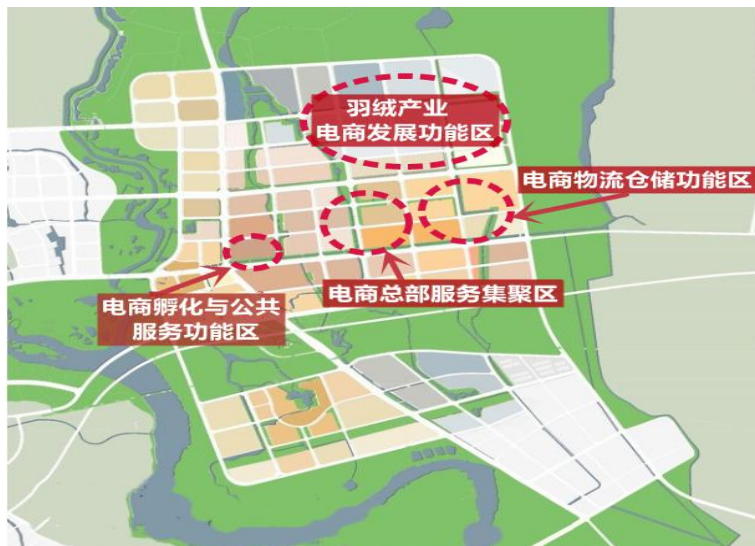 羽绒产业
电商发展功能区
电商物流仓储功能区
电商总部服务集聚区
电商孵化与公共
服务功能区